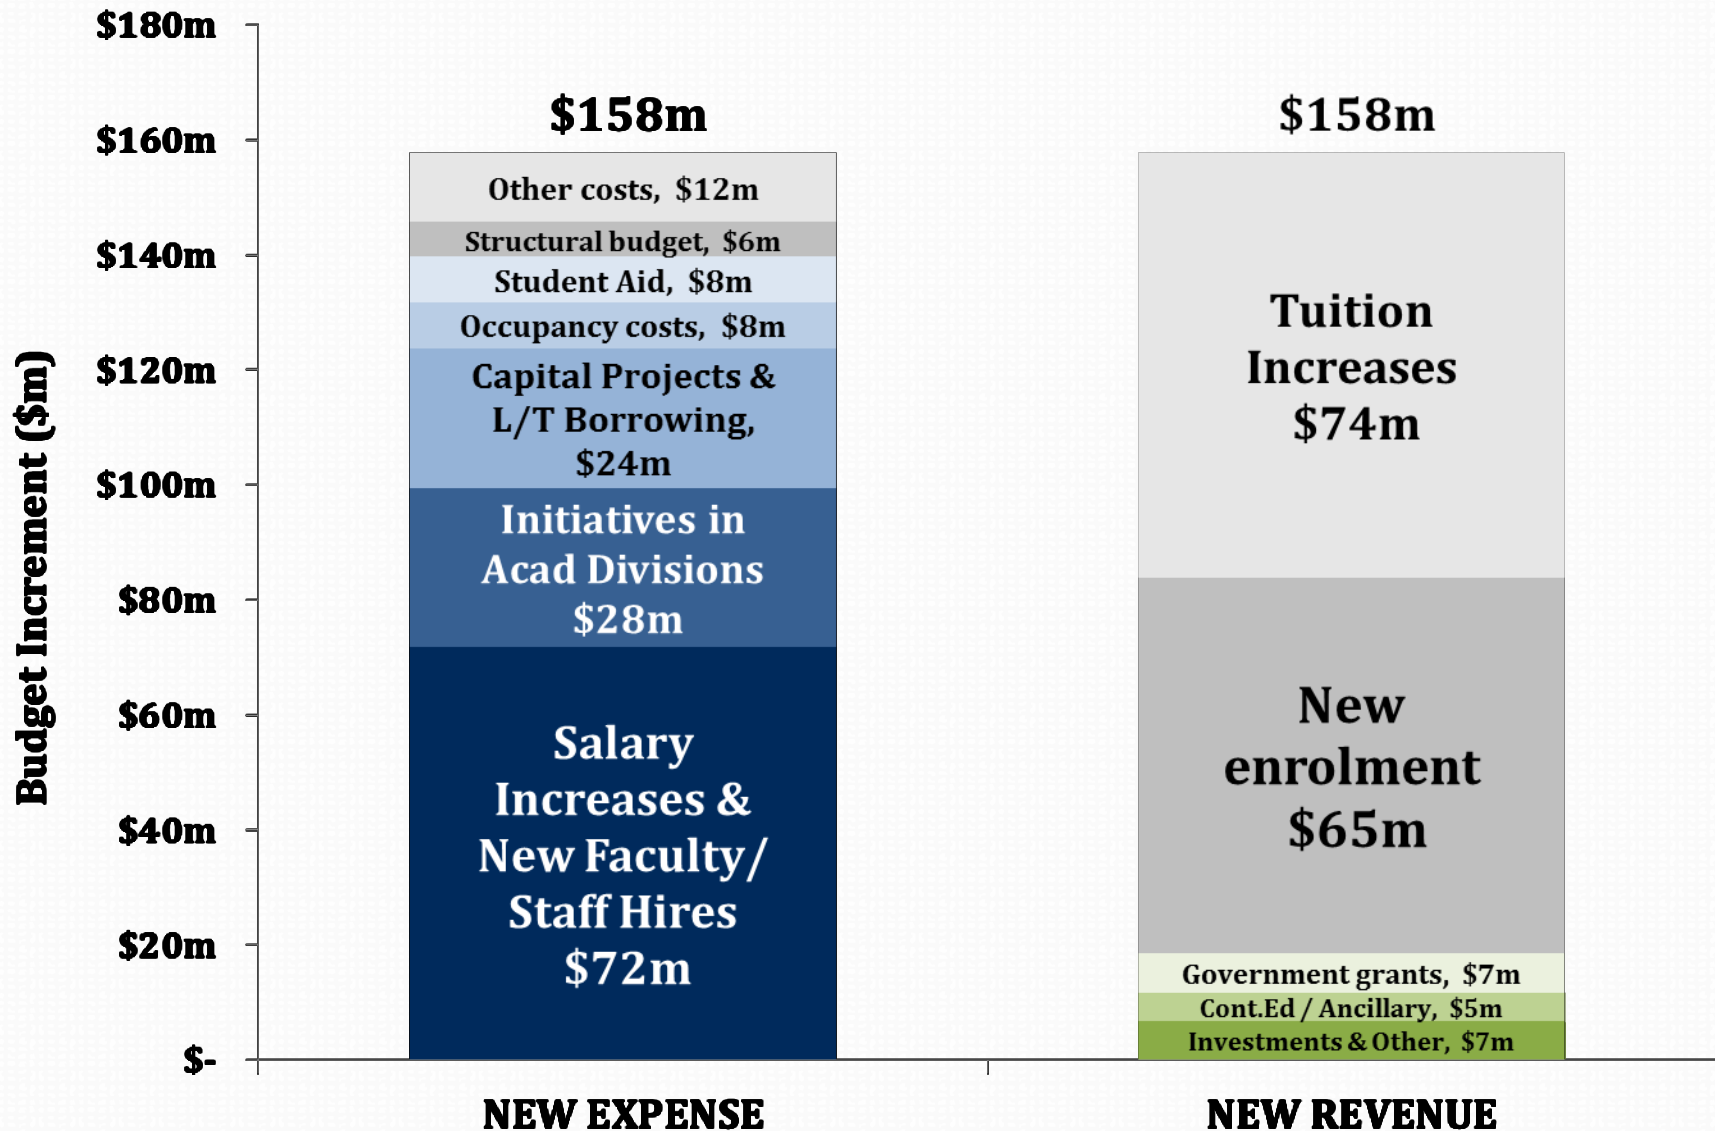 Budget Increment ($m)
$180m
$160m
$140m
$120m
$100m
$80m
$60m
$40m
$20m
$-
$158m
Other costs, $12m
Structural budget, $6m
Student Aid, $8m
Occupancy costs, $8m
Capital Projects &
L/T Borrowing,
$24m
Initiatives in
Acad Divisions
$28m
Salary
Increases &
New Faculty/
Staff Hires
$72m
NEW EXPENSE
$158m
Tuition
Increases
$74m
New
enrolment
$65m
Government grants, $7m
Cont.Ed / Ancillary, $5m
Investments & Other, $7m
NEW REVENUE